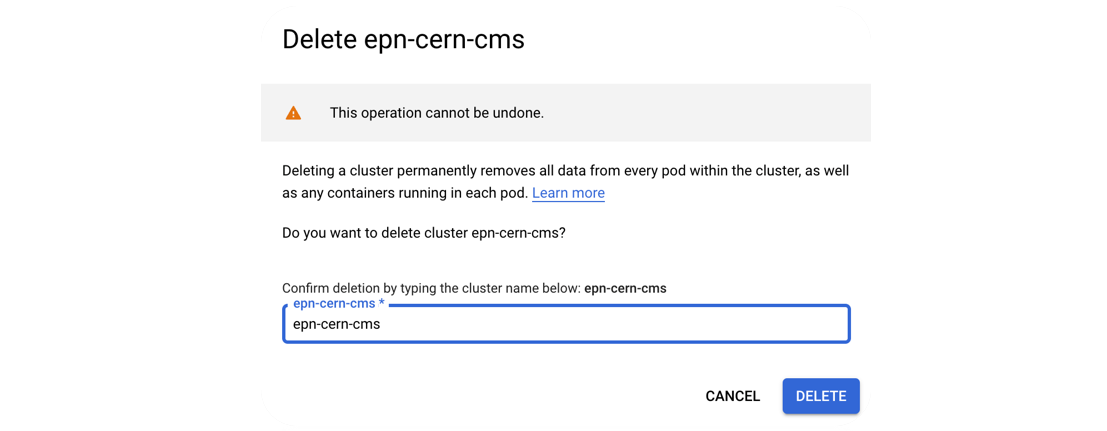 Delete epn-cern-cms
This operation cannot be undone.
Deleting a cluster permanently removes all data from every pod within the cluster, as well
as any containers running in each pod. Learn more
Do you want to delete cluster epn-cern-cms?
Confirm deletion by typing the cluster name below: epn-cern-cms
epn-cern-cms *
epn-cern-cms
CANCEL DELETE